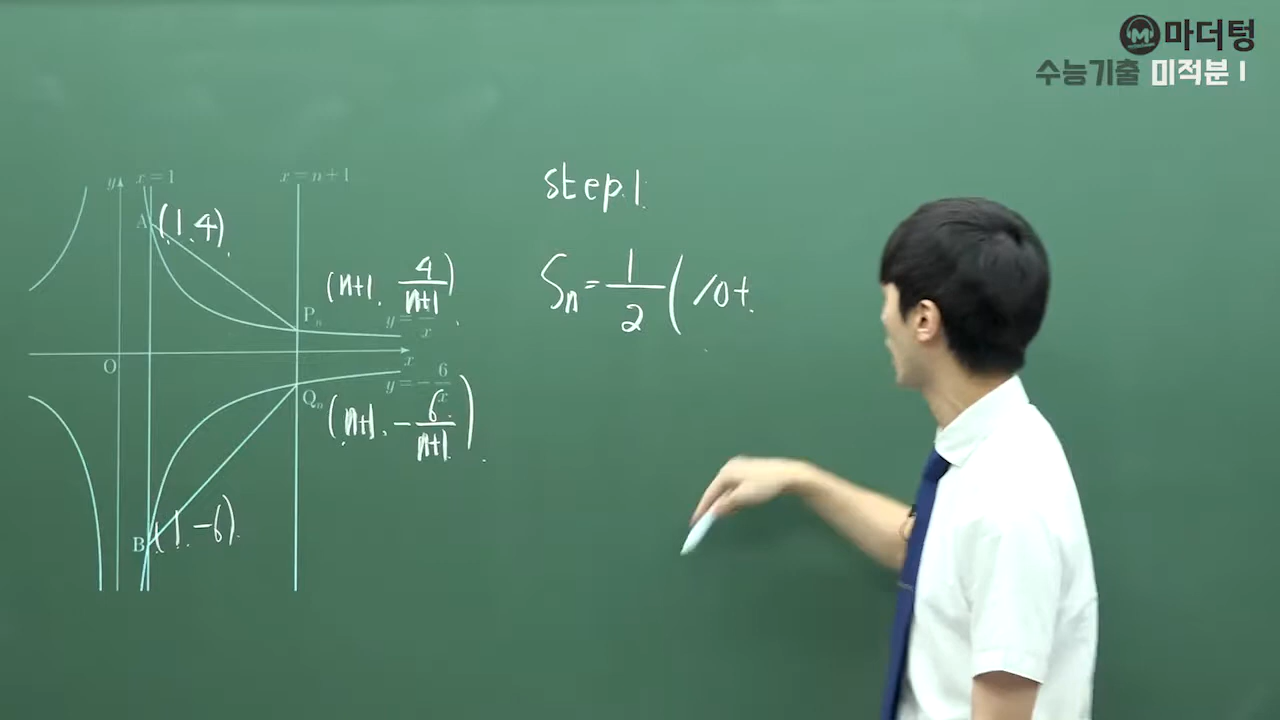 마더텅
수능기출 미적분 I
y
x=1
x=n+1
A
(1, 4)
(n+1, 4/n+1)
P_n
y=
x
O
x
y=-6/x
Q_n
(n+1, -6/n+1)
B
(1, -6)
step.1
S_n=1/2(10+